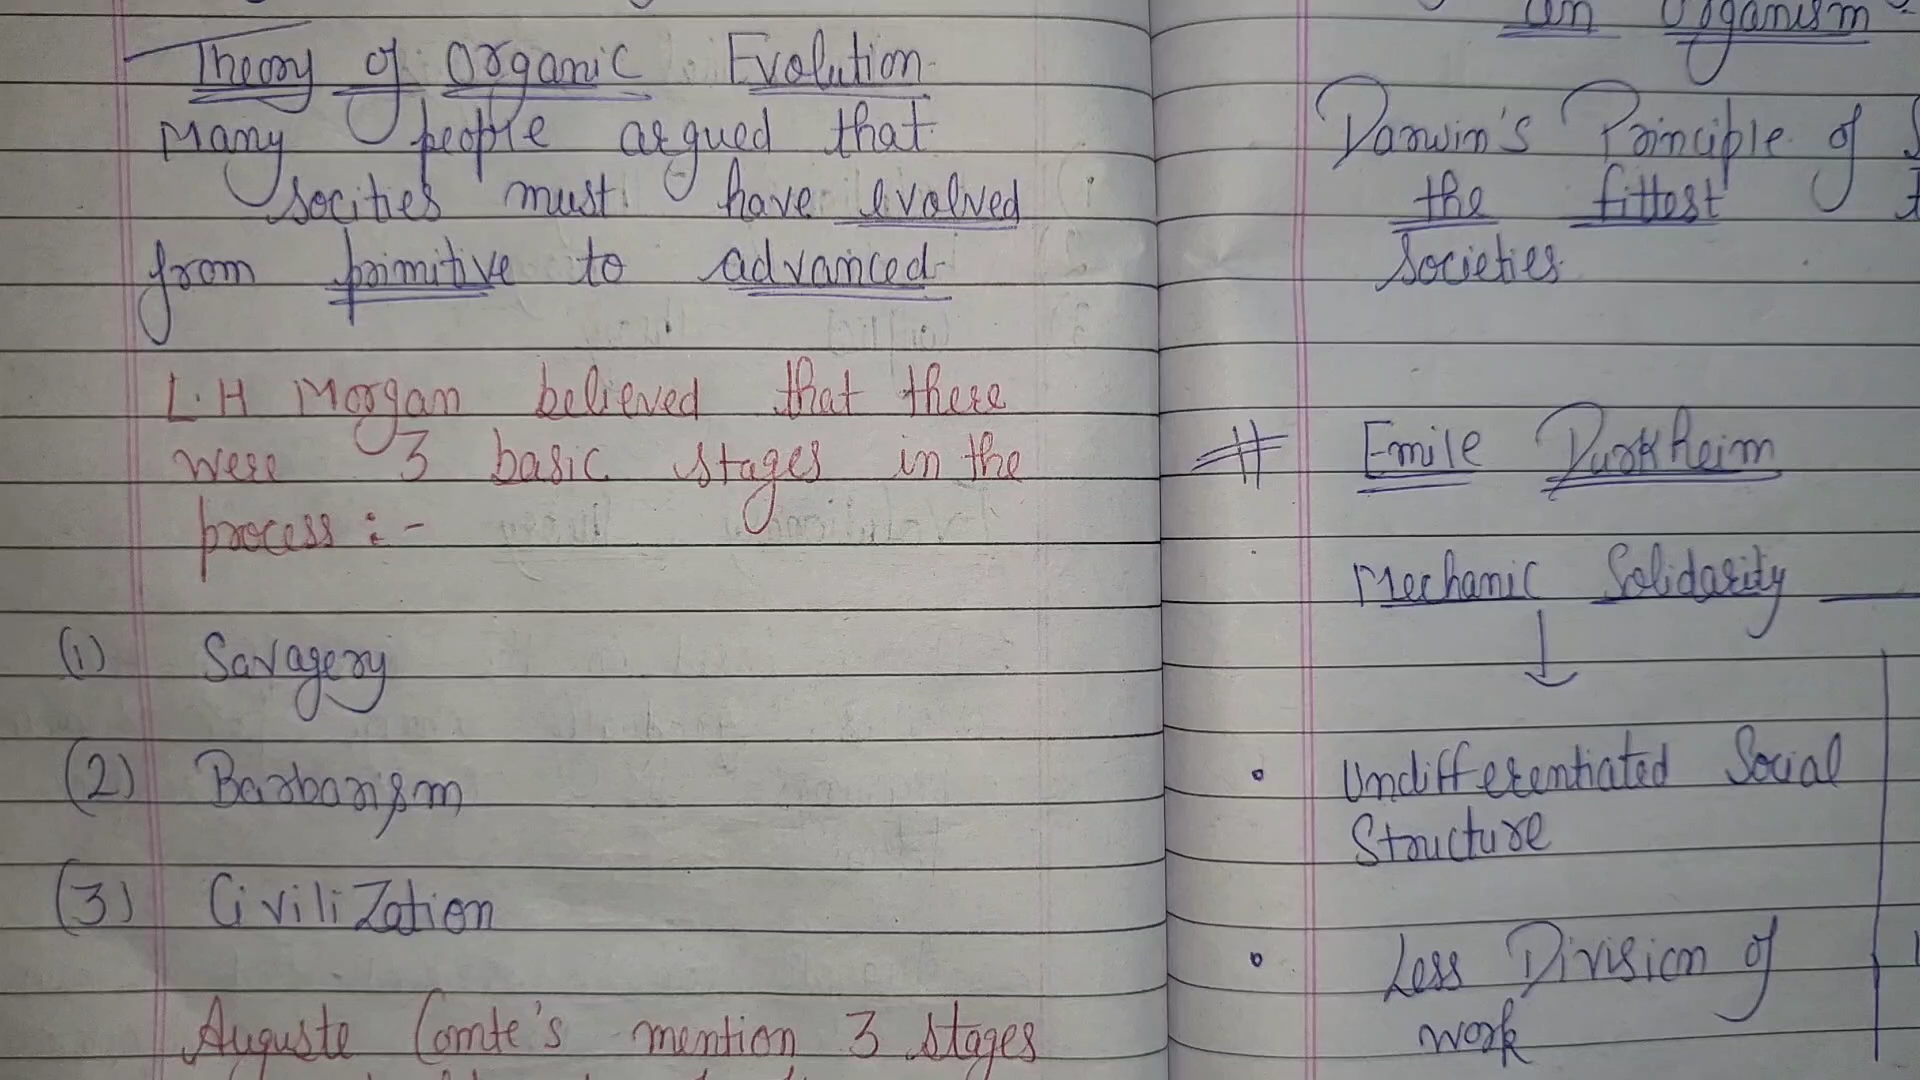 Theory of Organic Evolution
Many people argued that
socities must have evolved
from primitive to advanced
L.H Morgan believed that there
were 3 basic stages in the
process :-
(1) Savagery
(2) Barbarism
(3) Civilization
Auguste Comte's mention 3 stages
an Organism
Darwin's Principle of
the fittest
Societies
# Emile Durkheim
Mechanic Solidarity
• Undifferentiated Social
Structure
• Less Division of
work